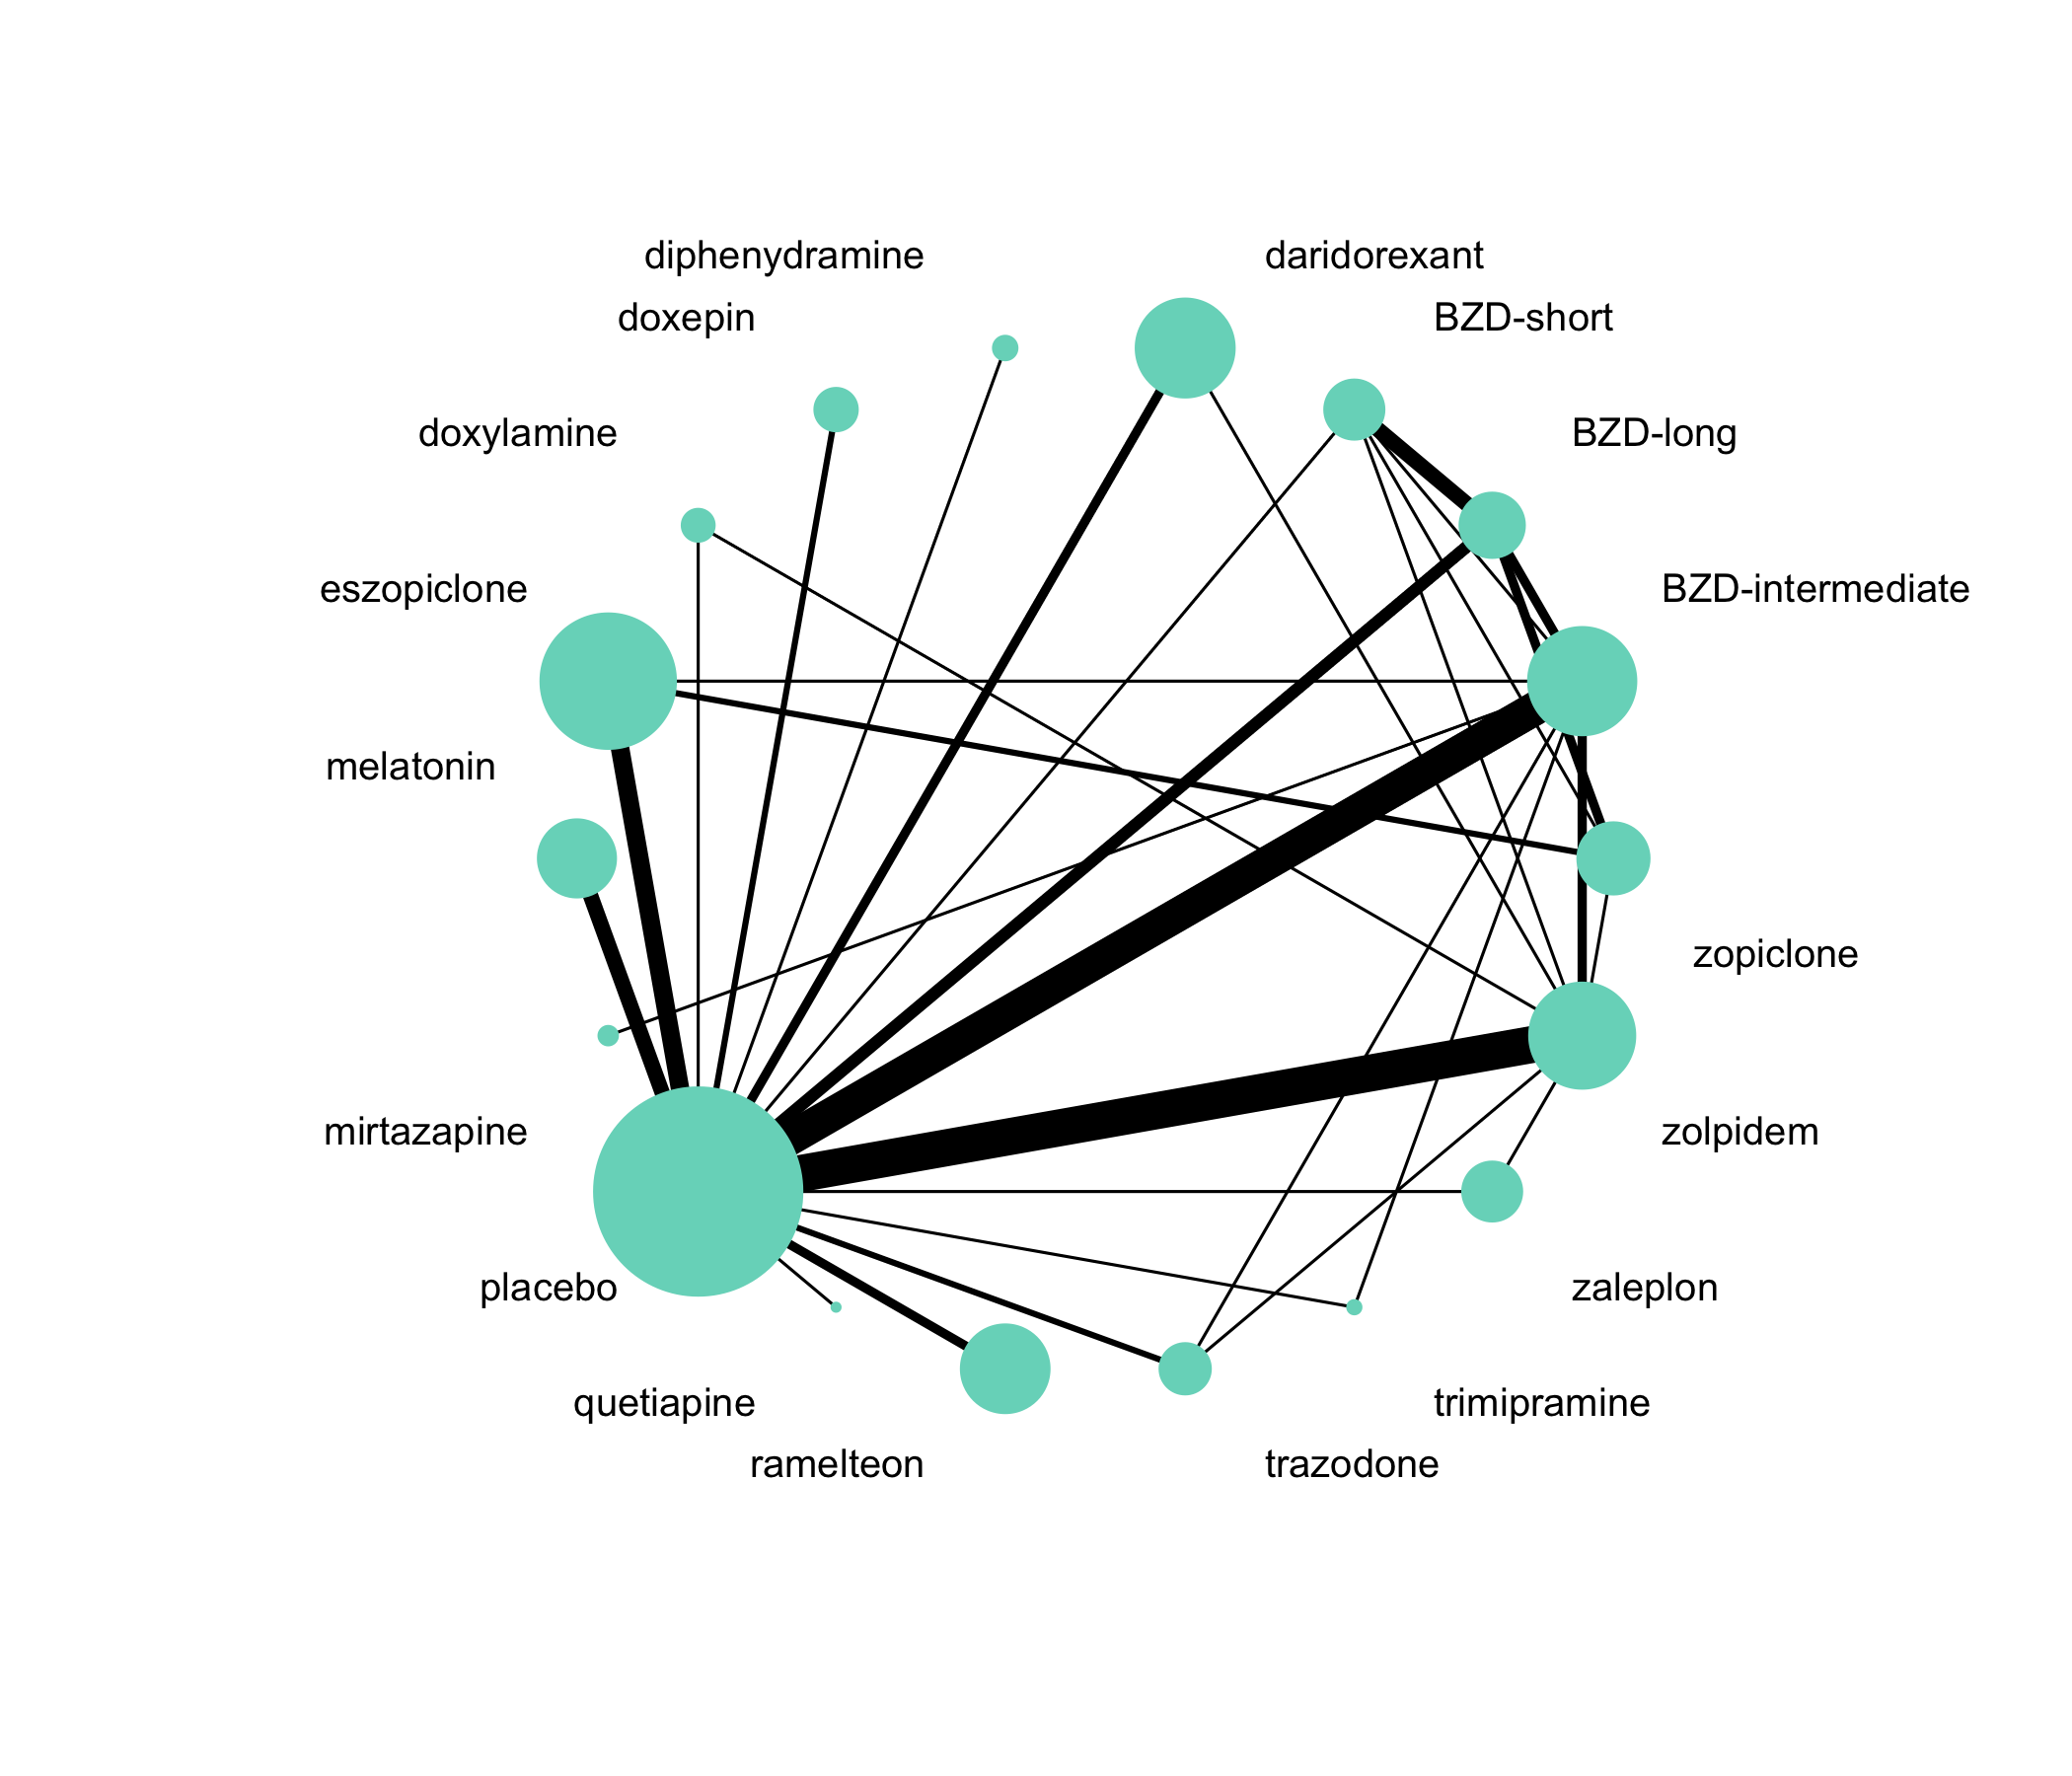 diphenydramine
daridorexant
doxepin
BZD-short
doxylamine
BZD-long
eszopiclone
BZD-intermediate
melatonin
zopiclone
mirtazapine
zolpidem
placebo
zaleplon
quetiapine
trimipramine
ramelteon
trazodone